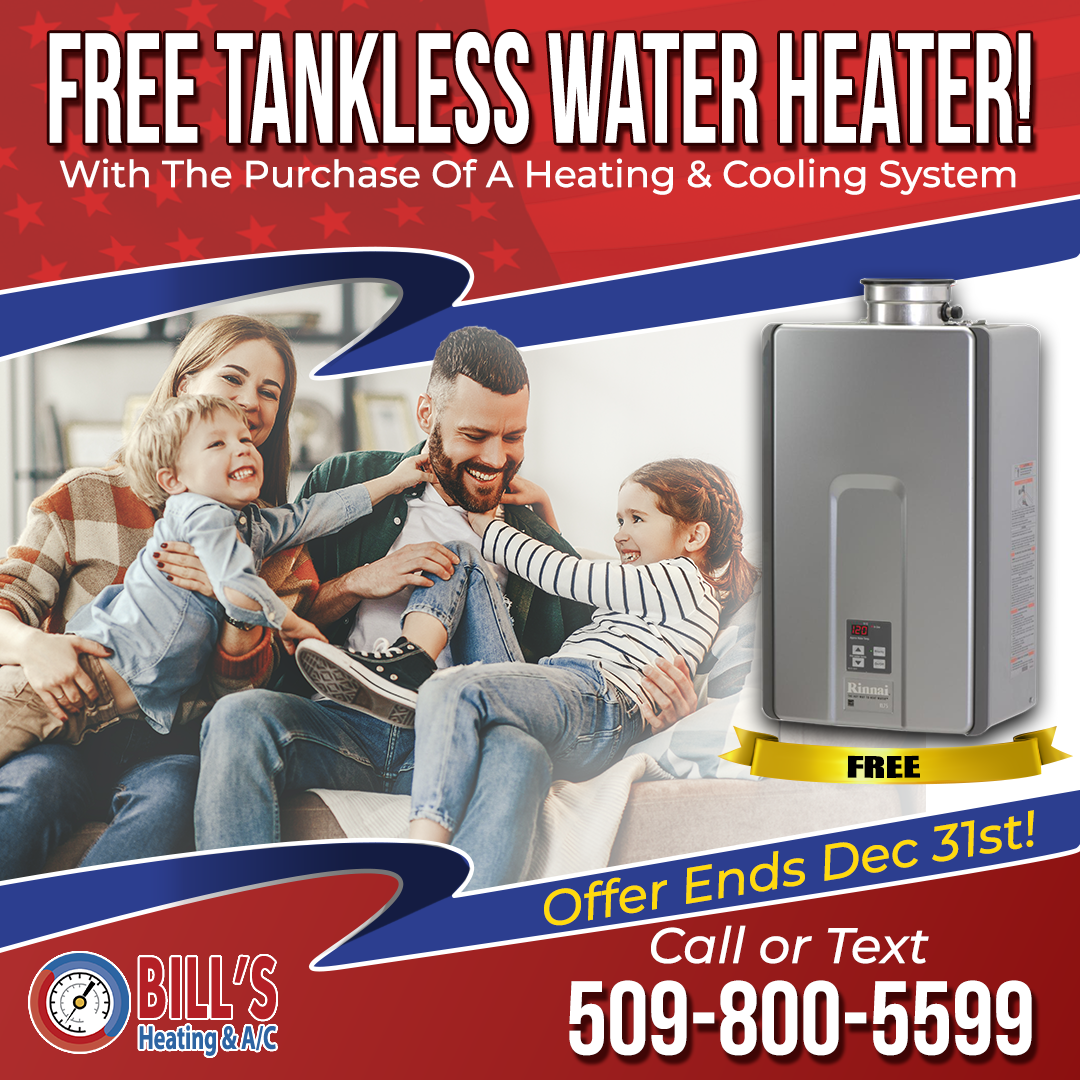 FREE TANKLESS WATER HEATER!
With The Purchase Of A Heating & Cooling System
120
Rinnai
FREE
Offer Ends Dec 31st!
Call or Text
509-800-5599
BILL'S
Heating & A/C